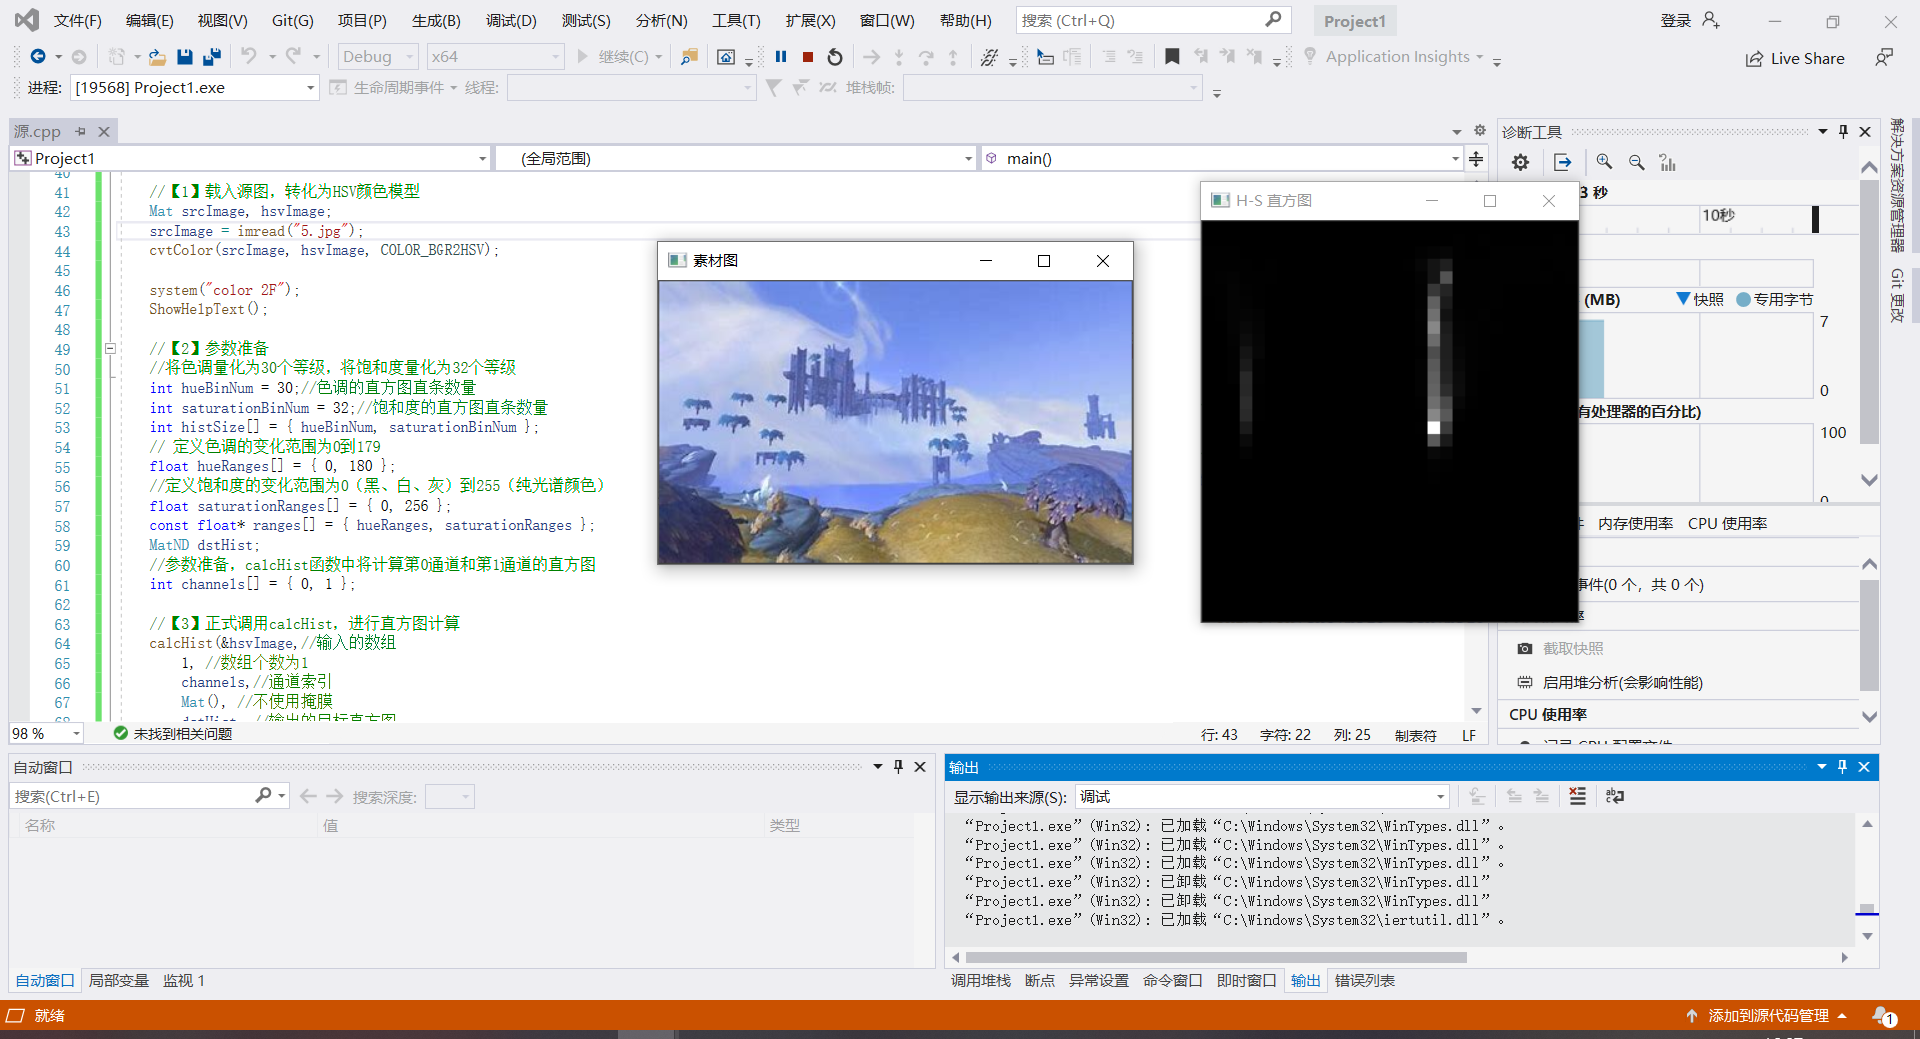 文件(F) 编辑(E) 视图(V) Git(G) 项目(P) 生成(B) 调试(D) 测试(S) 分析(N) 工具(T) 扩展(X) 窗口(W) 帮助(H) 搜索 (Ctrl+Q) Project1 登录
Debug x64 继续(C) Application Insights Live Share
进程: [19568] Project1.exe 生命周期事件 线程: 堆栈帧:
源.cpp
Project1 (全局范围) main()
40
41 //【1】载入源图，转化为HSV颜色模型
42 Mat srcImage, hsvImage;
43 srcImage = imread("5.jpg");
44 cvtColor(srcImage, hsvImage, COLOR_BGR2HSV);
45
46 system("color 2F");
47 ShowHelpText();
48
49 //【2】参数准备
50 //将色调量化为30个等级，将饱和度量化为32个等级
51 int hueBinNum = 30;//色调的直方图直条数量
52 int saturationBinNum = 32;//饱和度的直方图直条数量
53 int histSize[] = { hueBinNum, saturationBinNum };
54 // 定义色调的变化范围为0到179
55 float hueRanges[] = { 0, 180 };
56 //定义饱和度的变化范围为0（黑、白、灰）到255（纯光谱颜色）
57 float saturationRanges[] = { 0, 256 };
58 const float* ranges[] = { hueRanges, saturationRanges };
59 MatND dstHist;
60 //参数准备，calcHist函数中将计算第0通道和第1通道的直方图
61 int channels[] = { 0, 1 };
62
63 //【3】正式调用calcHist，进行直方图计算
64 calcHist(&hsvImage,//输入的数组
65 1, //数组个数为1
66 channels,//通道索引
67 Mat(), //不使用掩膜
68 dstHist, //输出的目标直方图
素材图
H-S 直方图
诊断工具
3 秒
10秒
(MB) 快照 专用字节
7
0
有处理器的百分比)
100
0
件 内存使用率 CPU 使用率
事件(0 个，共 0 个)
率
截取快照
启用堆分析(会影响性能)
CPU 使用率
记录 CPU 配置文件
解决方案资源管理器
Git 更改
98 % 未找到相关问题 行: 43 字符: 22 列: 25 制表符 LF
自动窗口
搜索(Ctrl+E) 搜索深度:
名称 值 类型
自动窗口 局部变量 监视 1
输出
显示输出来源(S): 调试
“Project1.exe” (Win32): 已加载 “C:\Windows\System32\WinTypes.dll”。
“Project1.exe” (Win32): 已加载 “C:\Windows\System32\WinTypes.dll”。
“Project1.exe” (Win32): 已加载 “C:\Windows\System32\WinTypes.dll”。
“Project1.exe” (Win32): 已卸载 “C:\Windows\System32\WinTypes.dll”
“Project1.exe” (Win32): 已卸载 “C:\Windows\System32\WinTypes.dll”
“Project1.exe” (Win32): 已加载 “C:\Windows\System32\iertutil.dll”。
调用堆栈 断点 异常设置 命令窗口 即时窗口 输出 错误列表
就绪 添加到源代码管理 1